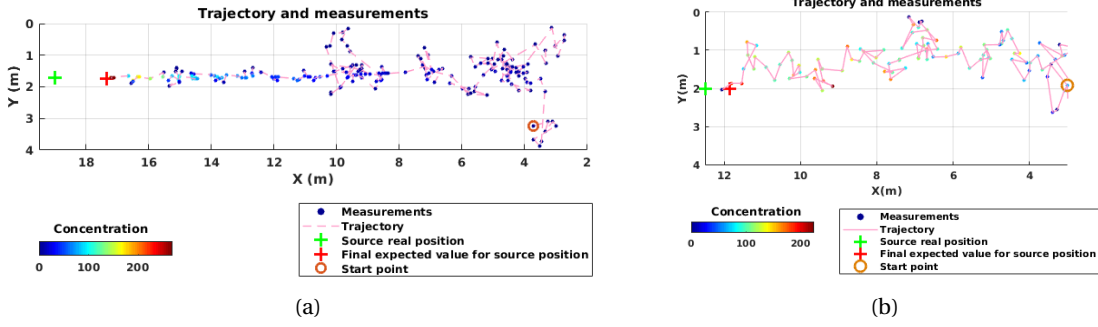 Trajectory and measurements
0
1
2
3
4
Y (m)
18
16
14
12
10
8
6
4
2
X (m)
Concentration
0
100
200
Measurements
Trajectory
Source real position
Final expected value for source position
Start point
(a)
Trajectory and measurements
0
1
2
3
4
Y(m)
12
10
8
6
4
X(m)
Concentration
0
100
200
Measurements
Trajectory
Source real position
Final expected value for source position
Start point
(b)